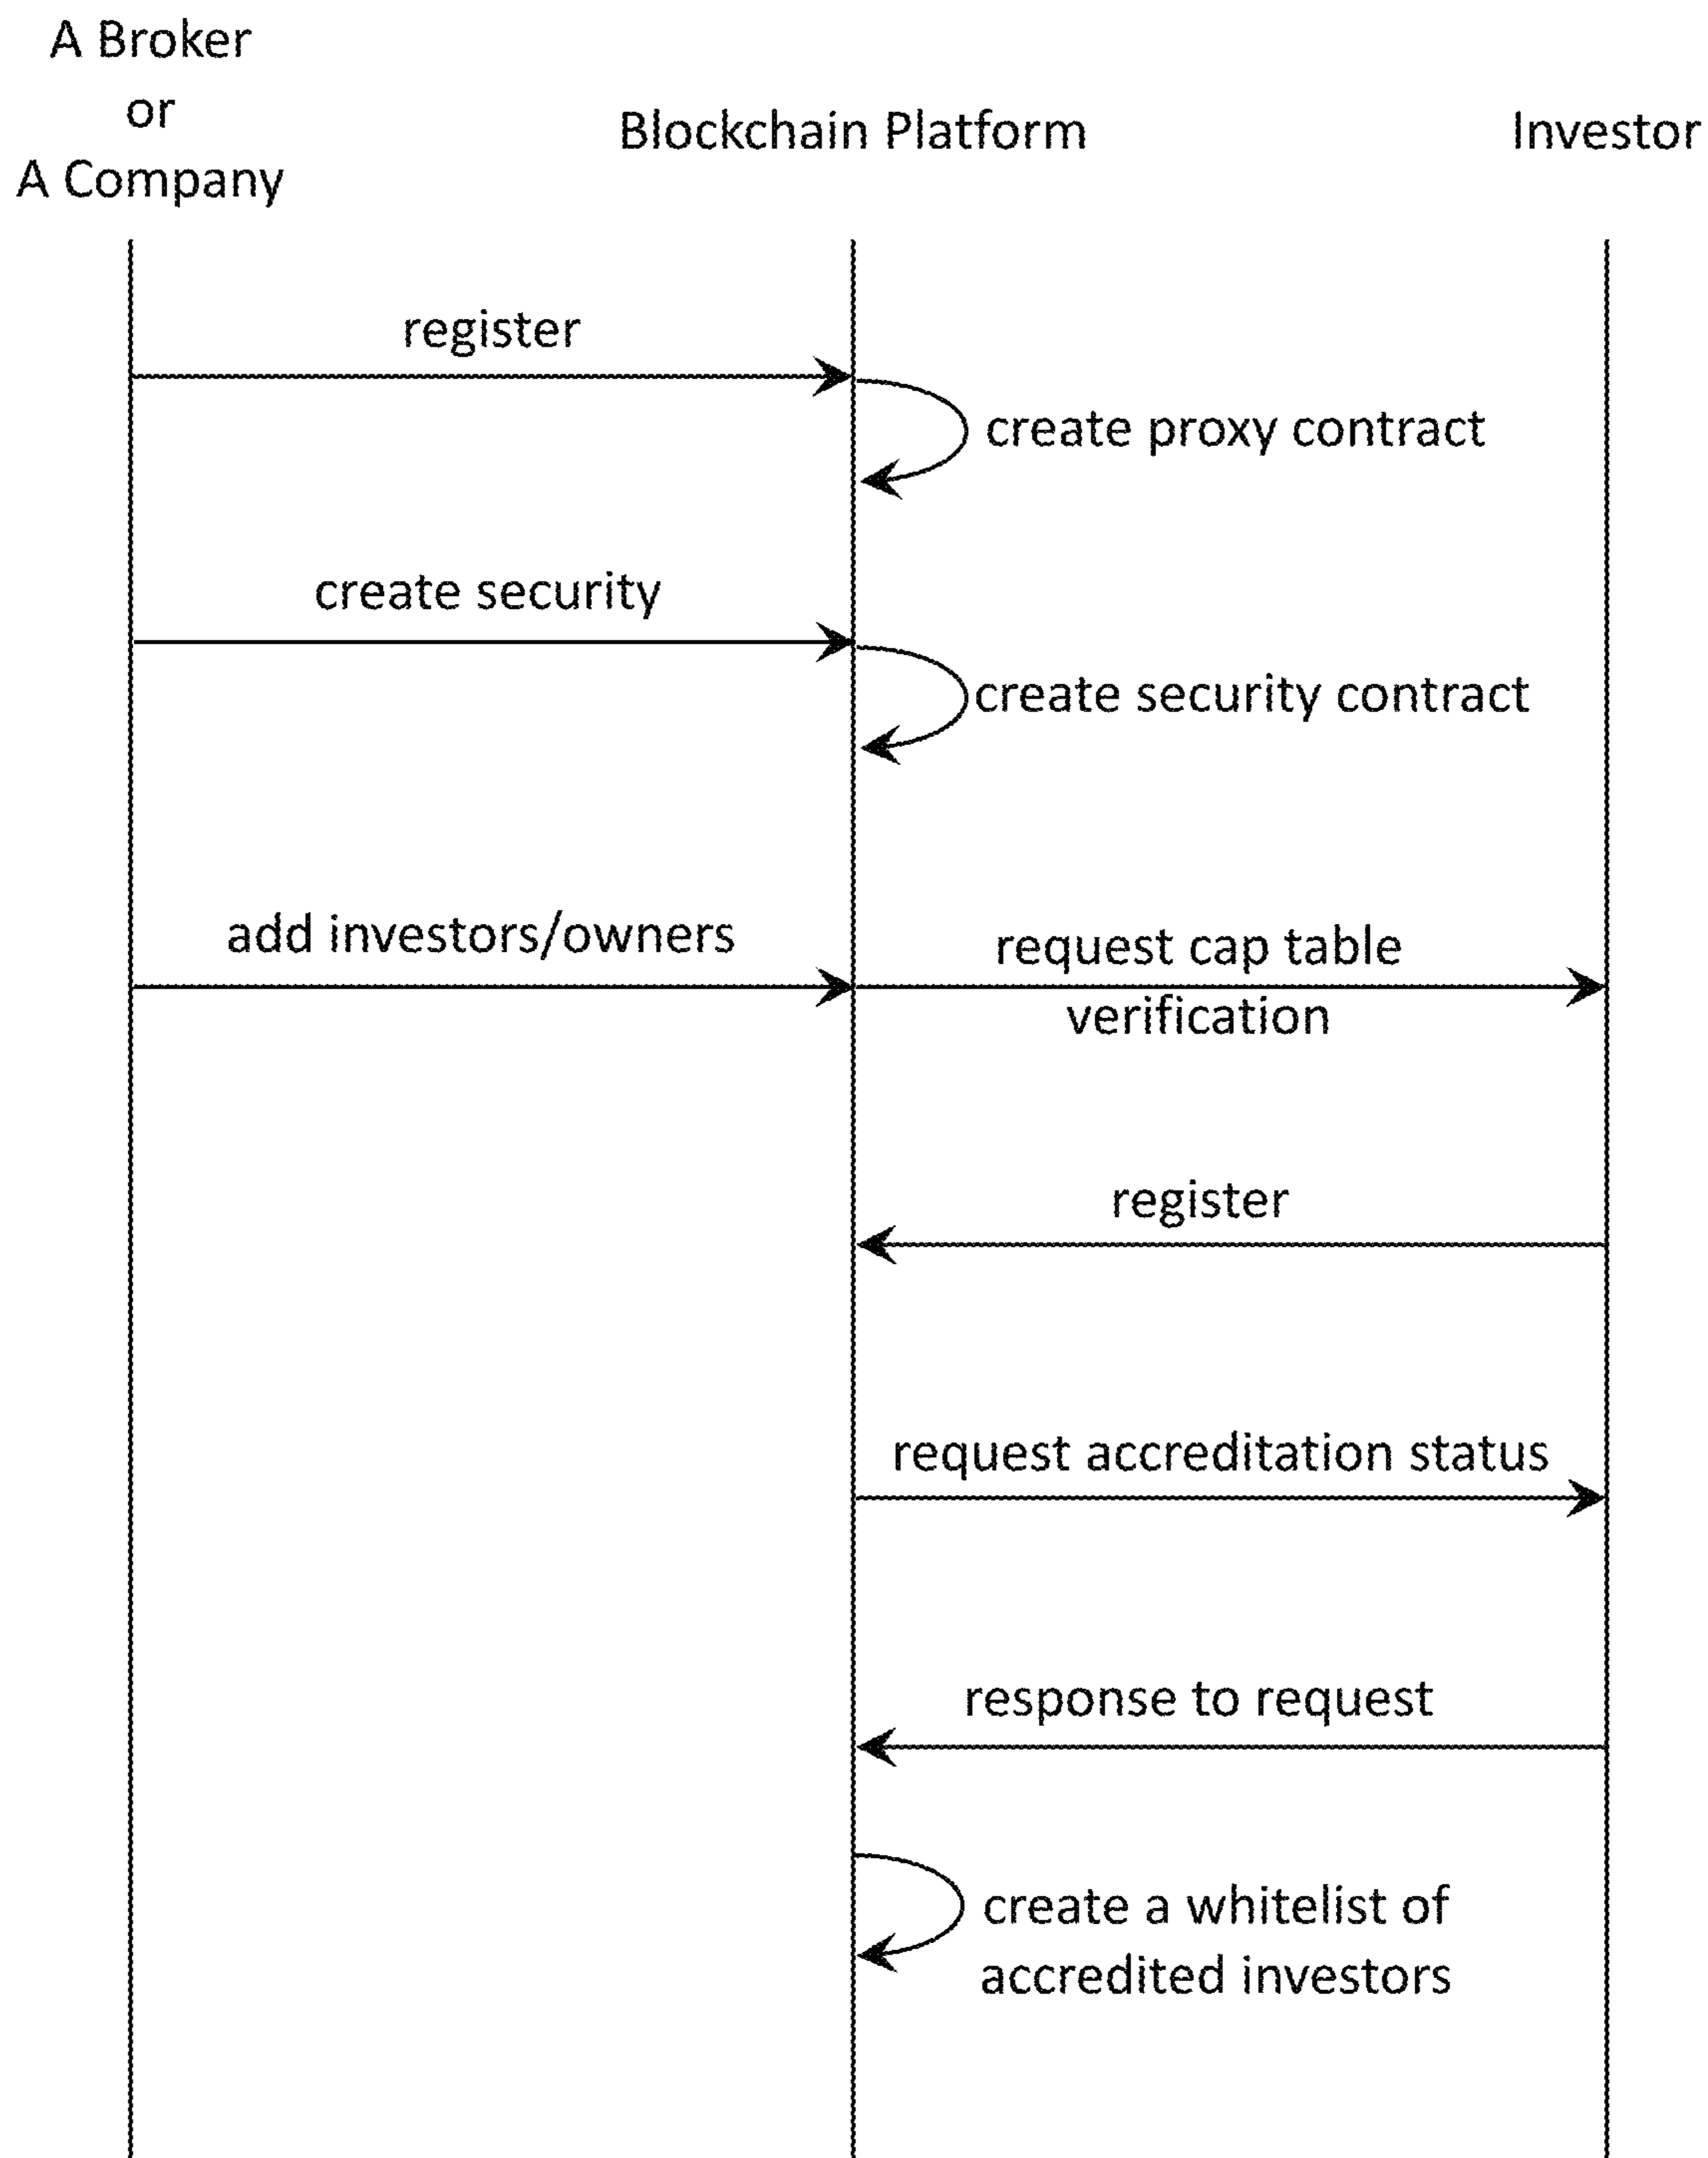 A Broker
or
A Company
Blockchain Platform
Investor
register
create proxy contract
create security
create security contract
add investors/owners
request cap table
verification
register
request accreditation status
response to request
create a whitelist of
accredited investors